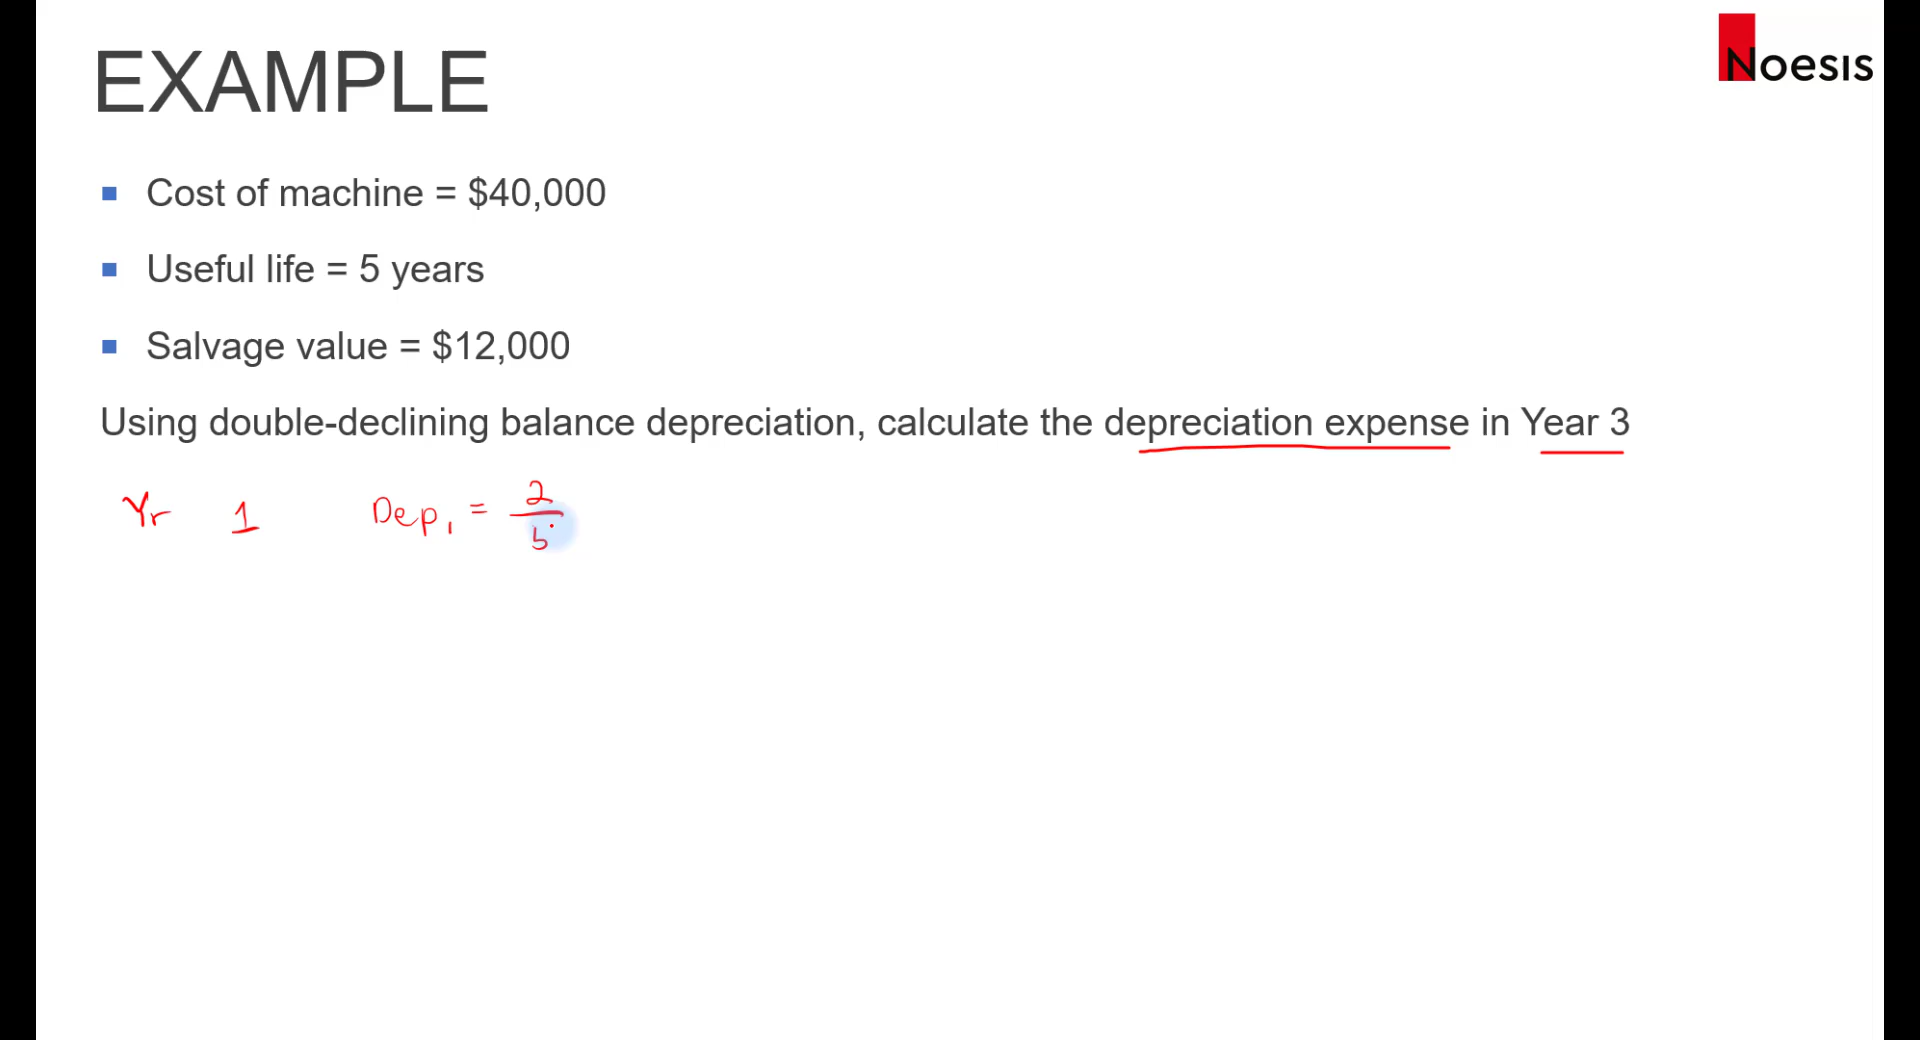 EXAMPLE
Noesis
Cost of machine = $40,000
Useful life = 5 years
Salvage value = $12,000
Using double-declining balance depreciation, calculate the depreciation expense in Year 3
Yr 1 Dep₁ = 2/5